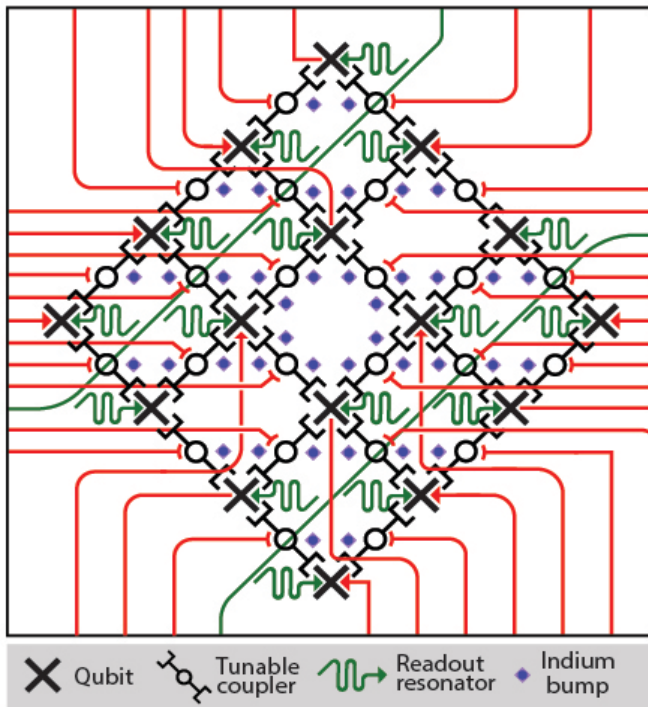 Qubit
Tunable
coupler
Readout
resonator
Indium
bump